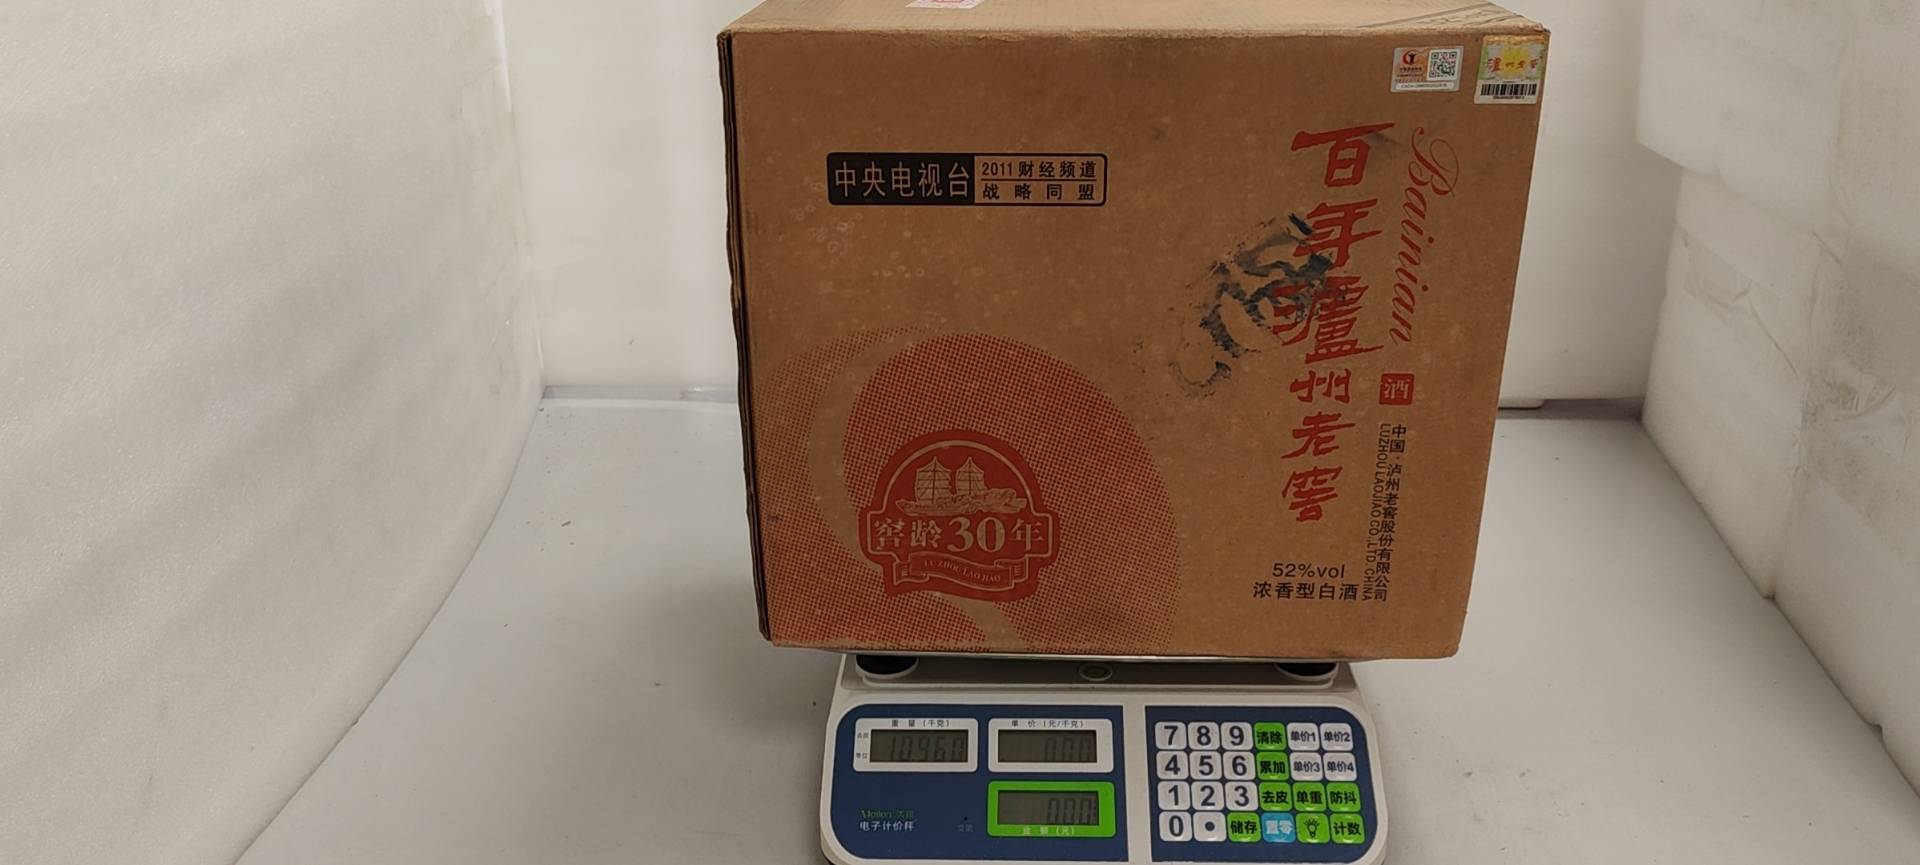 中央电视台
2011财经频道
战略同盟
百年泸州老窖
Bainian
酒
中国·泸州老窖股份有限公司
LUZHOU LAOJIAO CO.,LTD.CHINA
窖龄30年
LUZHOU LAO JIAO
52%vol
浓香型白酒
重量(千克)
单价(元/千克)
10.960
0.00
0.00
金额(元)
电子计价秤
7 8 9 清除 单价1 单价2
4 5 6 累加 单价3 单价4
1 2 3 去皮 单重 防抖
0 • 储存 置零 计数